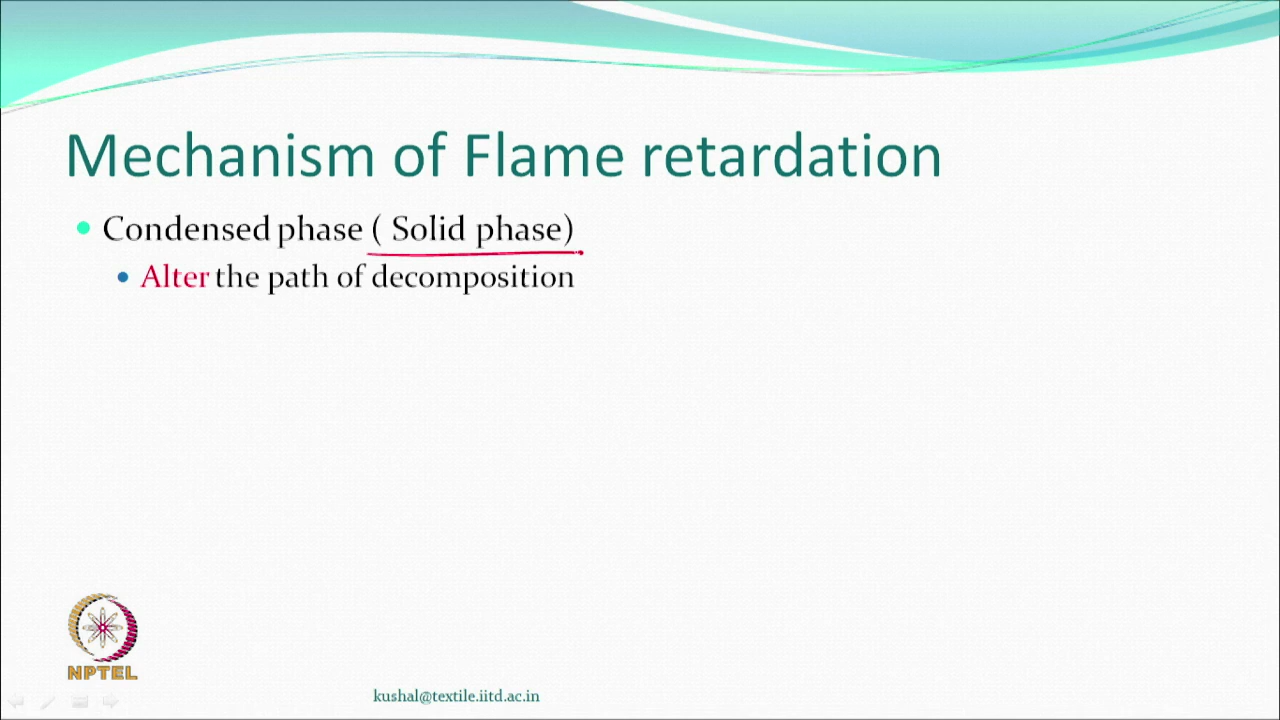 Mechanism of Flame retardation
Condensed phase ( Solid phase)
Alter the path of decomposition
NPTEL
kushal@textile.iitd.ac.in